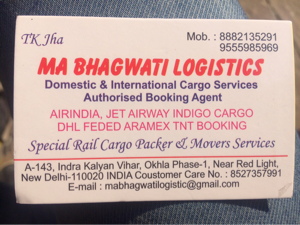 TK Jha
Mob. : 8882135291
9555985969
MA BHAGWATI LOGISTICS
Domestic & International Cargo Services
Authorised Booking Agent
AIRINDIA, JET AIRWAY INDIGO CARGO
DHL FEDED ARAMEX TNT BOOKING
Special Rail Cargo Packer & Movers Services
A-143, Indra Kalyan Vihar, Okhla Phase-1, Near Red Light,
New Delhi-110020 INDIA Coustomer Care No. : 8527357991
E-mail : mabhagwatilogistic@gmail.com